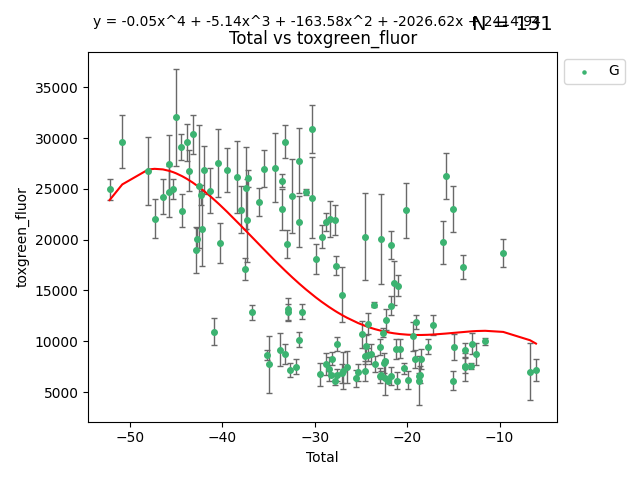 y = -0.05x^4 + -5.14x^3 + -163.58x^2 + -2026.62x +
N = 131
Total vs toxgreen_fluor
G
35000
30000
25000
20000
15000
10000
5000
toxgreen_fluor
−50
−40
−30
−20
−10
Total